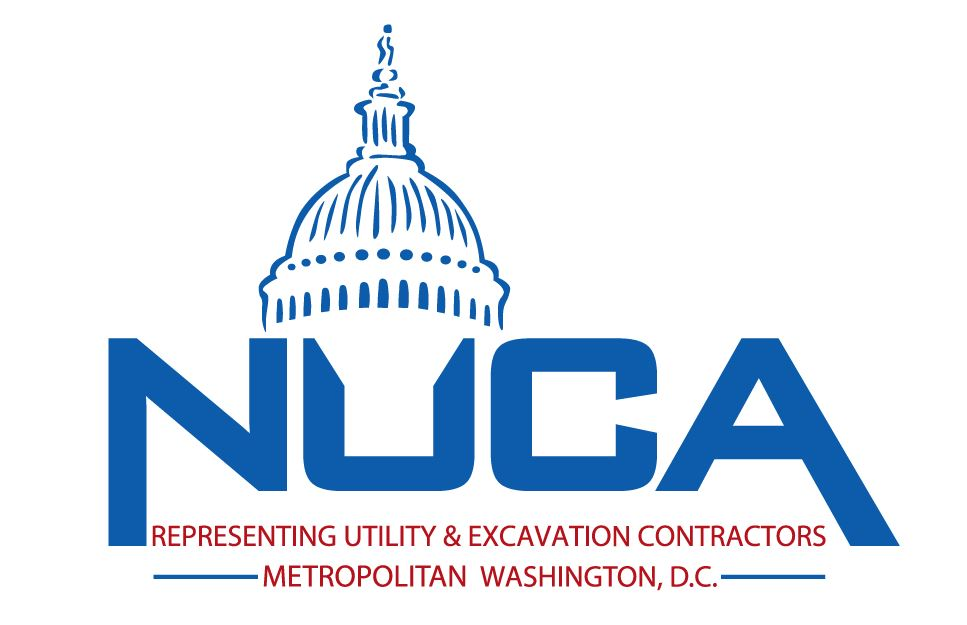 NUCA
REPRESENTING UTILITY & EXCAVATION CONTRACTORS
METROPOLITAN WASHINGTON, D.C.